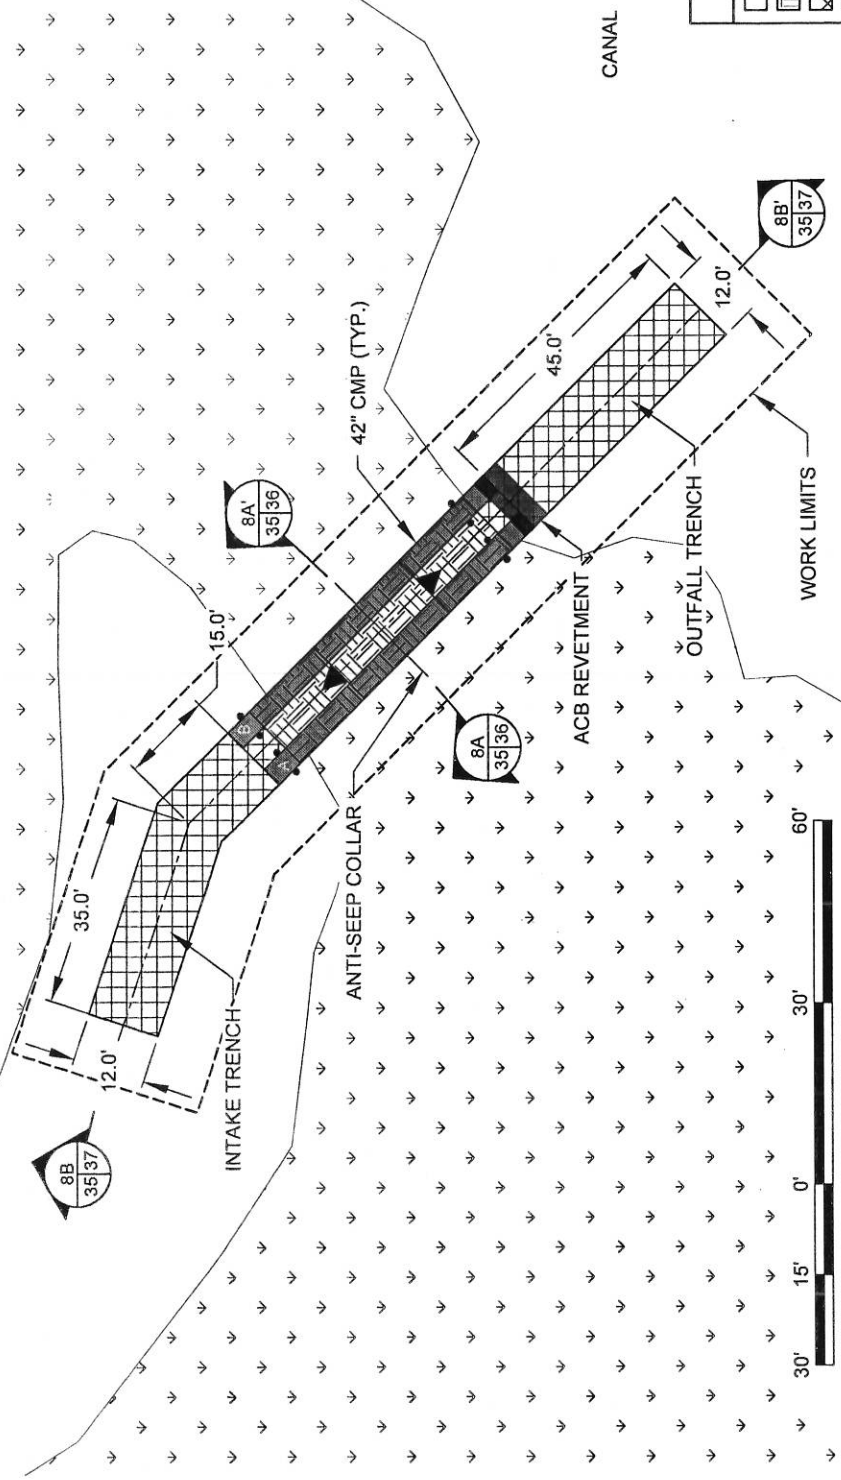 CANAL
8B'
35 37
12.0'
45.0'
42" CMP (TYP.)
8A'
35 36
15.0'
B
A
35.0'
12.0'
8B
35 37
INTAKE TRENCH
ANTI-SEEP COLLAR
8A
35 36
ACB REVETMENT
OUTFALL TRENCH
WORK LIMITS
30' 15' 0' 30' 60'